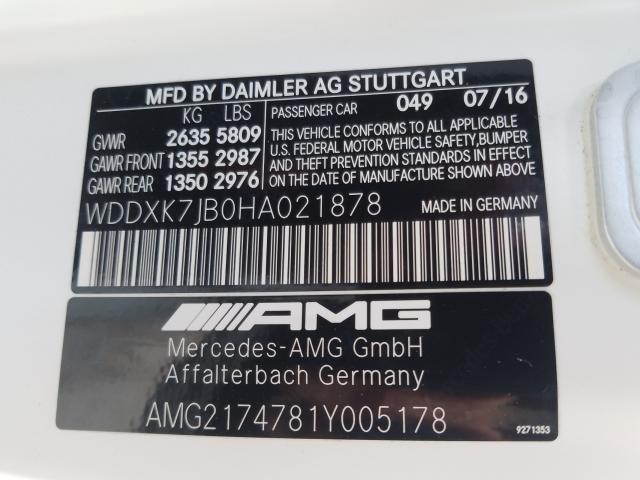 MFD BY DAIMLER AG STUTTGART
KG LBS PASSENGER CAR 049 07/16
GVWR 2635 5809
GAWR FRONT 1355 2987
GAWR REAR 1350 2976
THIS VEHICLE CONFORMS TO ALL APPLICABLE
U.S. FEDERAL MOTOR VEHICLE SAFETY, BUMPER
AND THEFT PREVENTION STANDARDS IN EFFECT
ON THE DATE OF MANUFACTURE SHOWN ABOVE.
WDDXK7JB0HA021878 MADE IN GERMANY
AMG
Mercedes-AMG GmbH
Affalterbach Germany
AMG2174781Y005178
9271353